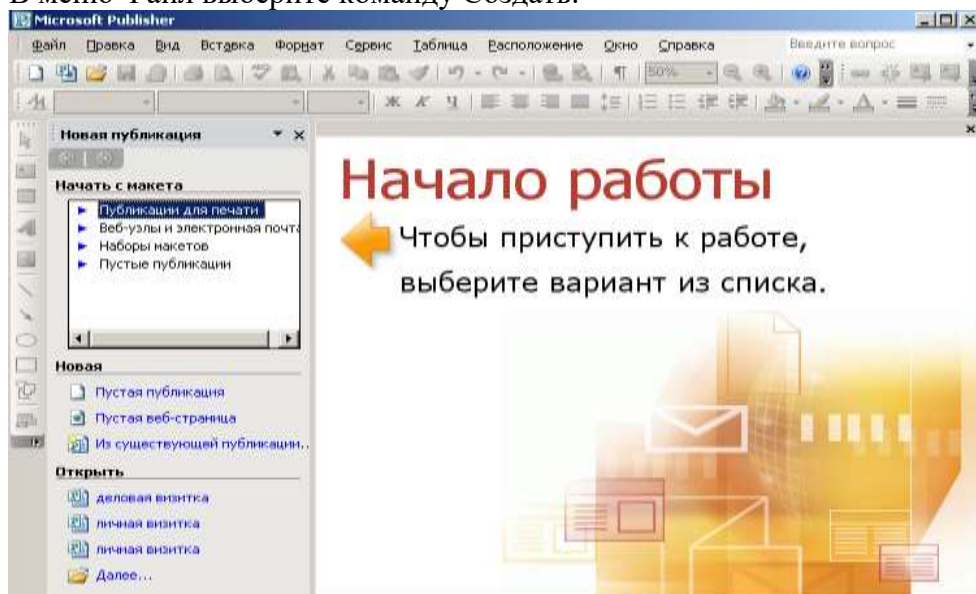 В меню Файл выберите команду Создать.
Microsoft Publisher
Файл Правка Вид Вставка Формат Сервис Таблица Расположение Окно Справка Введите вопрос
50%
Ж К Ч
Новая публикация
Начать с макета
Публикации для печати
Веб-узлы и электронная почта
Наборы макетов
Пустые публикации
Новая
Пустая публикация
Пустая веб-страница
Из существующей публикации..
Открыть
деловая визитка
личная визитка
личная визитка
Далее...
Начало работы
Чтобы приступить к работе,
выберите вариант из списка.